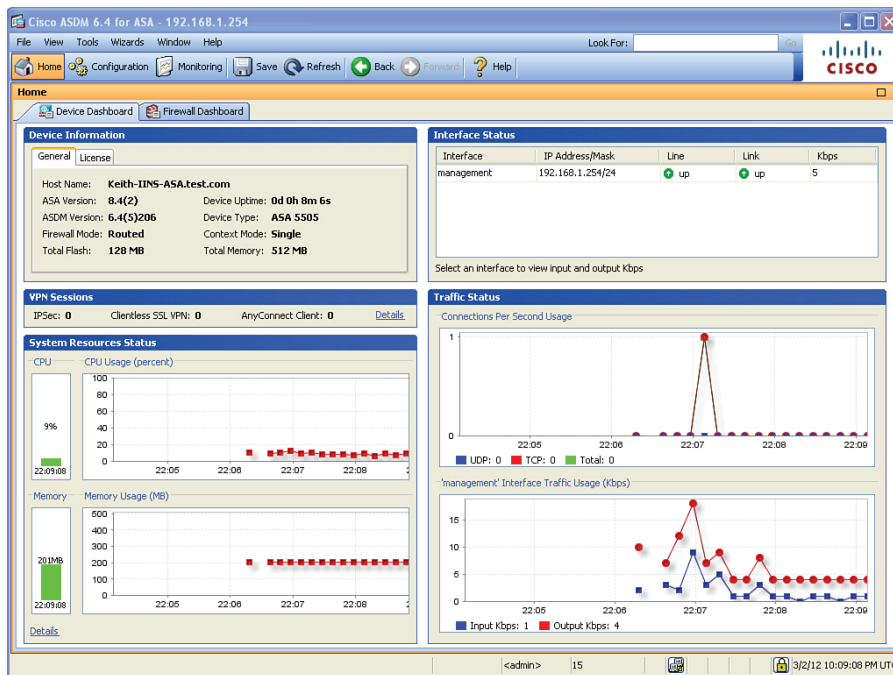 Cisco ASDM 6.4 for ASA - 192.168.1.254
File View Tools Wizards Window Help Look For: Go
Home Configuration Monitoring Save Refresh Back Forward Help
CISCO
Home
Device Dashboard Firewall Dashboard
Device Information
General License
Host Name: Keith-IINS-ASA.test.com
ASA Version: 8.4(2) Device Uptime: 0d 0h 8m 6s
ASDM Version: 6.4(5)206 Device Type: ASA 5505
Firewall Mode: Routed Context Mode: Single
Total Flash: 128 MB Total Memory: 512 MB
Interface Status
Interface IP Address/Mask Line Link Kbps
management 192.168.1.254/24 up up 5
Select an interface to view input and output Kbps
VPN Sessions
IPSec: 0 Clientless SSL VPN: 0 AnyConnect Client: 0 Details
System Resources Status
CPU
9%
22:09:08
CPU Usage (percent)
100
80
60
40
20
0
22:05 22:06 22:07 22:08
Memory
201MB
22:09:08
Memory Usage (MB)
500
400
300
200
100
0
22:05 22:06 22:07 22:08
Details
Traffic Status
Connections Per Second Usage
1
0
22:05 22:06 22:07 22:08 22:09
UDP: 0 TCP: 0 Total: 0
'management' Interface Traffic Usage (Kbps)
15
10
5
0
22:05 22:06 22:07 22:08 22:09
Input Kbps: 1 Output Kbps: 4
<admin> 15 3/2/12 10:09:08 PM UTC